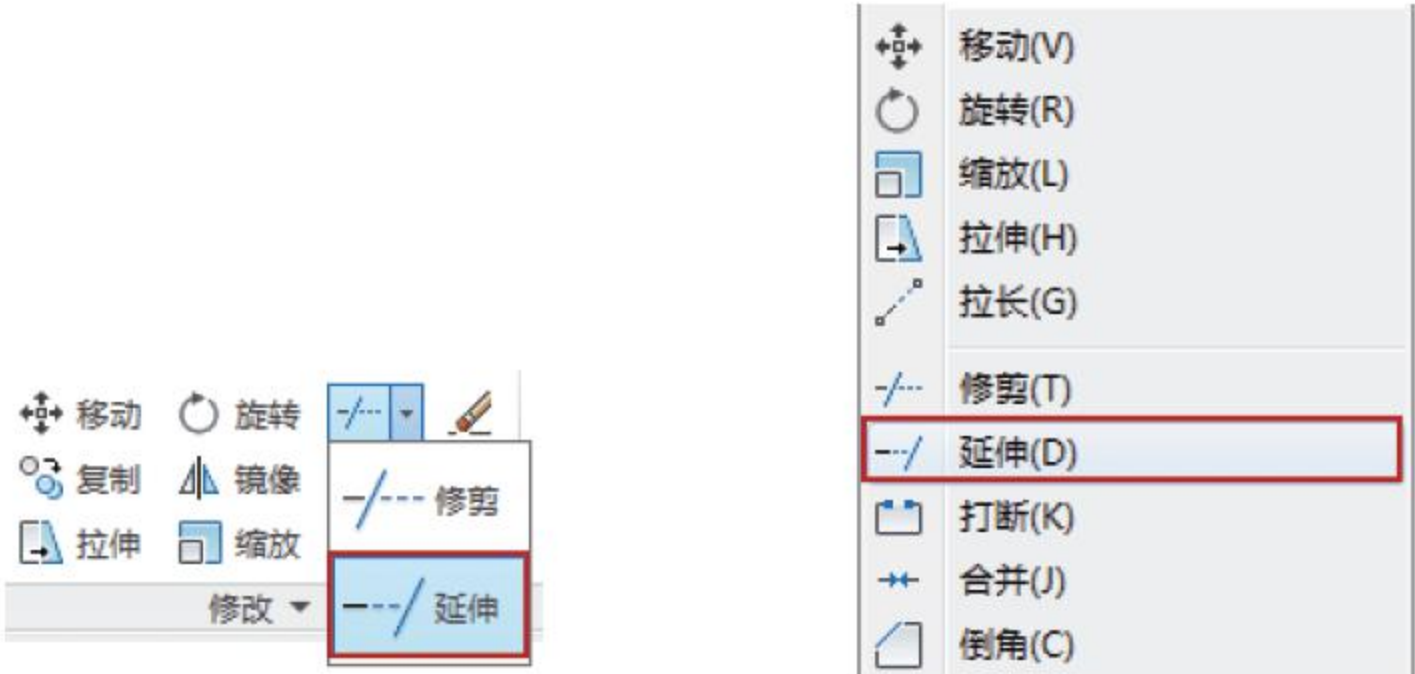 移动 旋转
复制 镜像
拉伸 缩放
修剪
延伸
修改
移动(V)
旋转(R)
缩放(L)
拉伸(H)
拉长(G)
修剪(T)
延伸(D)
打断(K)
合并(J)
倒角(C)